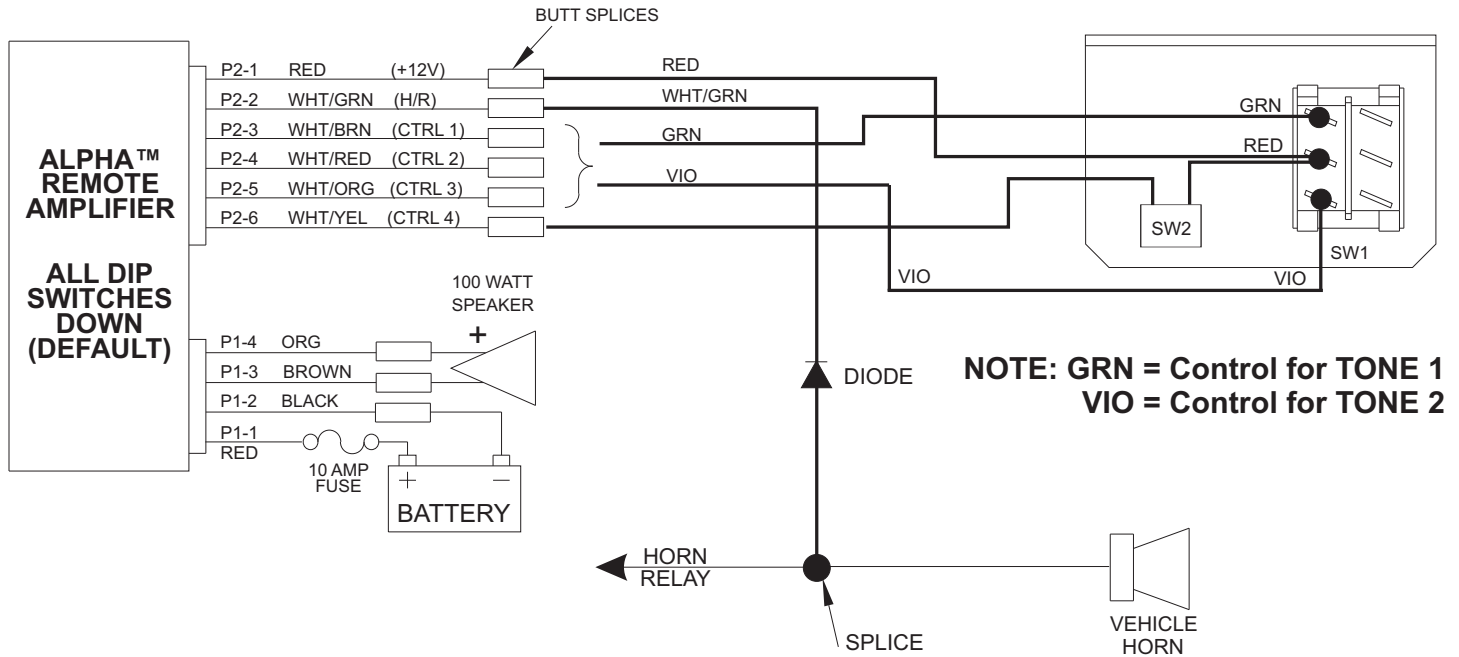 BUTT SPLICES
ALPHA™
REMOTE
AMPLIFIER
ALL DIP
SWITCHES
DOWN
(DEFAULT)
P2-1 RED (+12V)
P2-2 WHT/GRN (H/R)
P2-3 WHT/BRN (CTRL 1)
P2-4 WHT/RED (CTRL 2)
P2-5 WHT/ORG (CTRL 3)
P2-6 WHT/YEL (CTRL 4)
RED
WHT/GRN
GRN
VIO
VIO
GRN
RED
SW2
SW1
VIO
100 WATT
SPEAKER
+
P1-4 ORG
P1-3 BROWN
P1-2 BLACK
P1-1
RED
10 AMP
FUSE
+ −
BATTERY
DIODE
NOTE: GRN = Control for TONE 1
VIO = Control for TONE 2
HORN
RELAY
SPLICE
VEHICLE
HORN